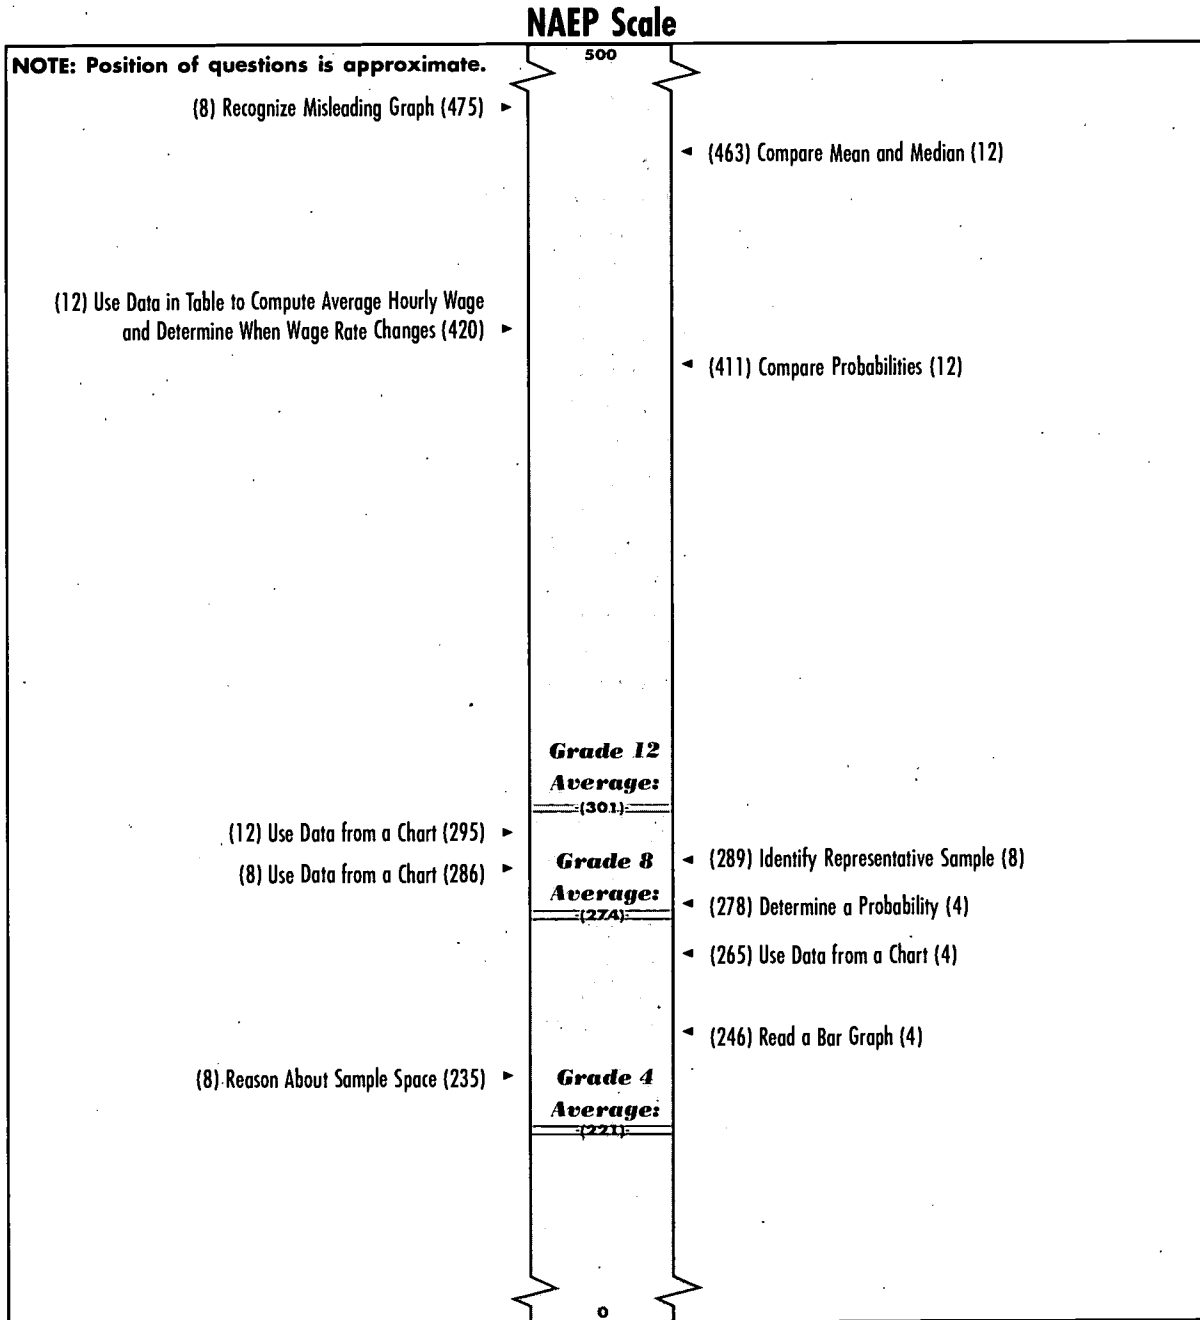 NAEP Scale
500
NOTE: Position of questions is approximate.
(8) Recognize Misleading Graph (475) ►
◄ (463) Compare Mean and Median (12)
(12) Use Data in Table to Compute Average Hourly Wage
and Determine When Wage Rate Changes (420) ►
◄ (411) Compare Probabilities (12)
Grade 12
Average:
(301)
(12) Use Data from a Chart (295) ►
Grade 8
◄ (289) Identify Representative Sample (8)
(8) Use Data from a Chart (286) ►
Average:
(274)
◄ (278) Determine a Probability (4)
◄ (265) Use Data from a Chart (4)
◄ (246) Read a Bar Graph (4)
(8) Reason About Sample Space (235) ►
Grade 4
Average:
(221)
0